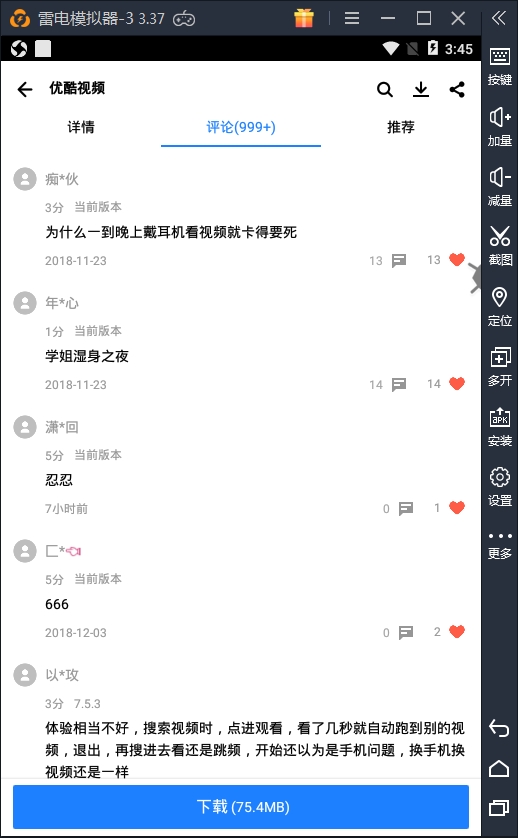 雷电模拟器-3 3.37
3:45
优酷视频
详情 评论(999+) 推荐
痴*伙
3分 当前版本
为什么一到晚上戴耳机看视频就卡得要死
2018-11-23 13 13
年*心
1分 当前版本
学姐湿身之夜
2018-11-23 14 14
潇*回
5分 当前版本
忍忍
7小时前 0 1
匚*
5分 当前版本
666
2018-12-03 0 2
以*攻
3分 7.5.3
体验相当不好，搜索视频时，点进观看，看了几秒就自动跑到别的视
频，退出，再搜进去看还是跳频，开始还以为是手机问题，换手机换
视频还是一样
下载 (75.4MB)
按键
加量
减量
截图
定位
多开
APK
安装
设置
更多